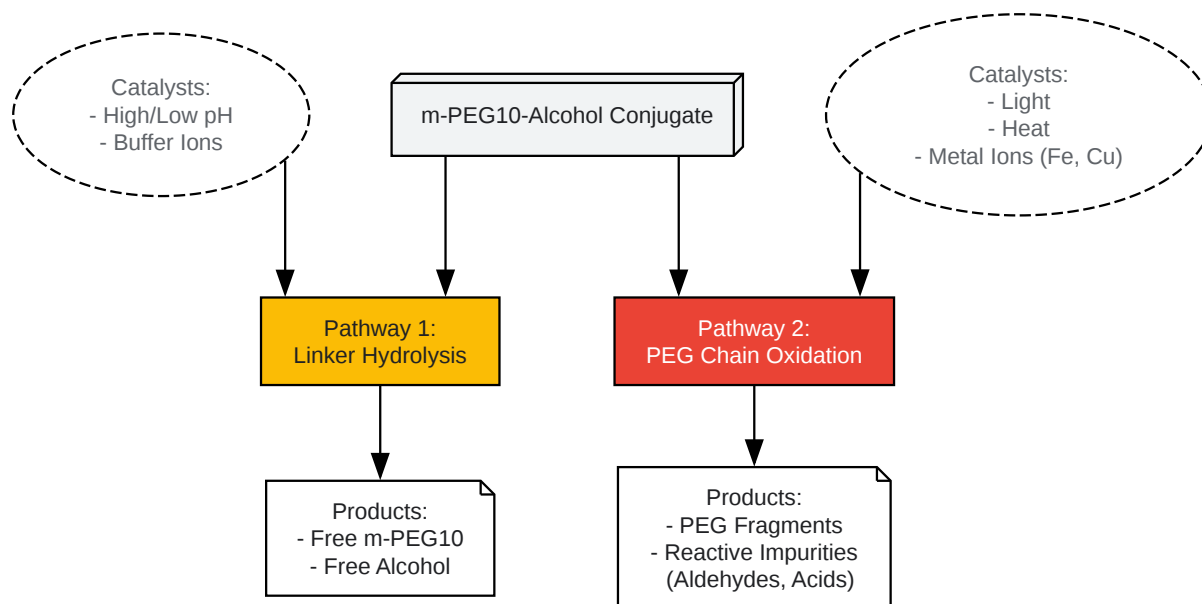 Catalysts:
- High/Low pH
- Buffer Ions
m-PEG10-Alcohol Conjugate
Catalysts:
- Light
- Heat
- Metal Ions (Fe, Cu)
Pathway 1:
Linker Hydrolysis
Pathway 2:
PEG Chain Oxidation
Products:
- Free m-PEG10
- Free Alcohol
Products:
- PEG Fragments
- Reactive Impurities
(Aldehydes, Acids)